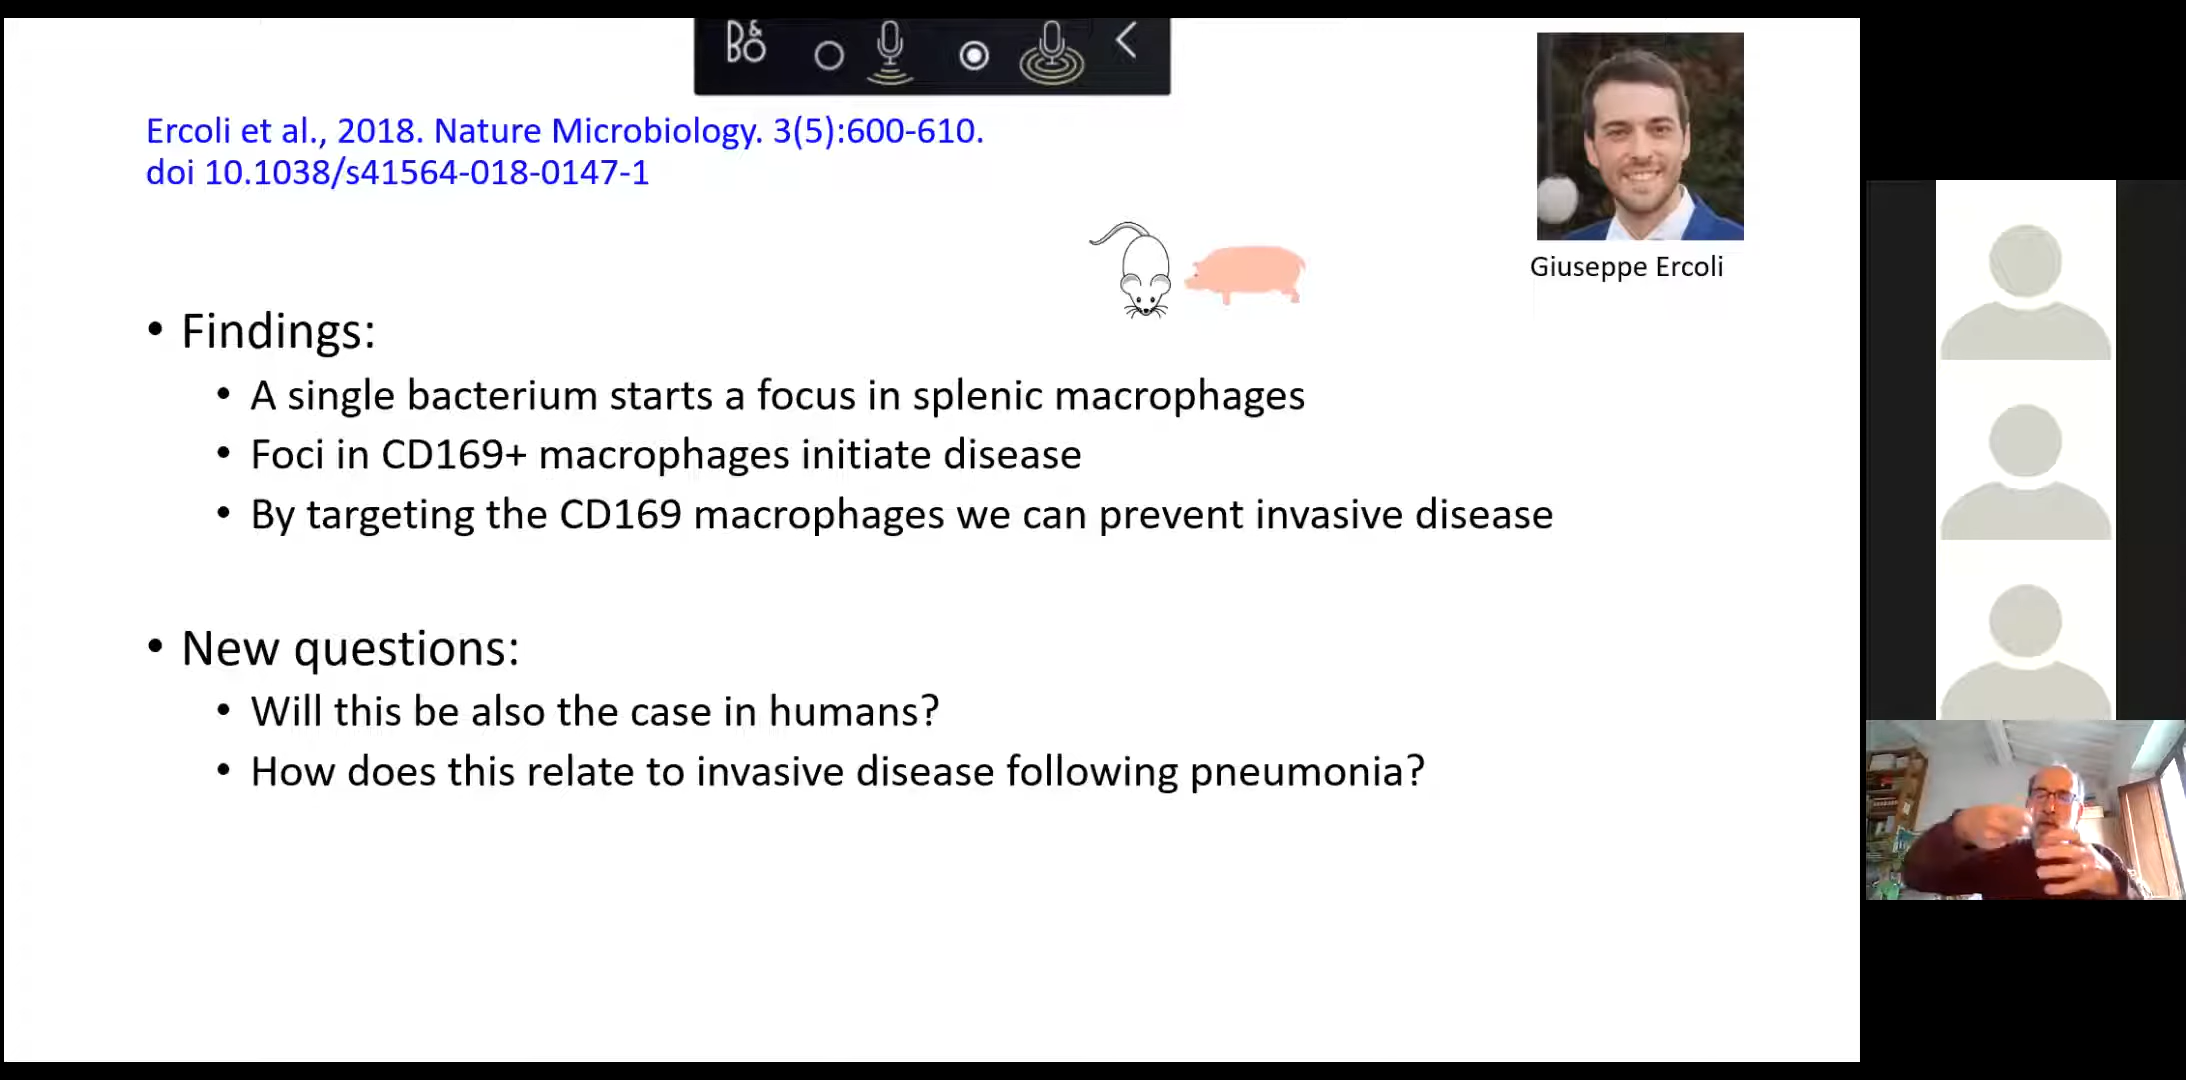 B&O
Ercoli et al., 2018. Nature Microbiology. 3(5):600-610.
doi 10.1038/s41564-018-0147-1
Giuseppe Ercoli
• Findings:
• A single bacterium starts a focus in splenic macrophages
• Foci in CD169+ macrophages initiate disease
• By targeting the CD169 macrophages we can prevent invasive disease
• New questions:
• Will this be also the case in humans?
• How does this relate to invasive disease following pneumonia?